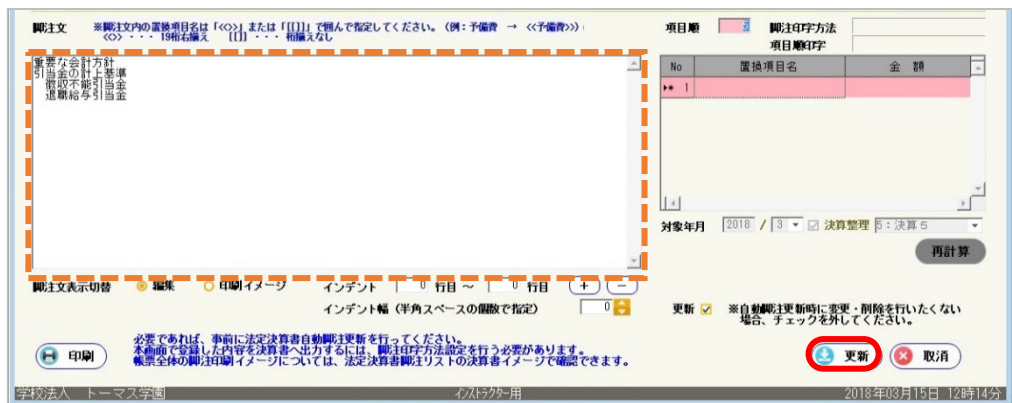 脚注文 ※脚注文内の置換項目名は「<<>>」または「[[]]」で囲んで指定してください。(例：予備費 → <<予備費>>)
<<>> ・・・ 19桁右揃え [[]] ・・・ 桁揃えなし
項目順 脚注印字方法
項目順印字
重要な会計方針
引当金の計上基準
徴収不能引当金
退職給与引当金
No 置換項目名 金 額
1
対象年月 2018 / 3 決算整理 5：決算５
再計算
脚注文表示切替 編集 印刷イメージ インデント 0 行目 ～ 0 行目 + -
インデント幅（半角スペースの個数で指定） 0
更新 ※自動脚注更新時に変更・削除を行いたくない
場合、チェックを外してください。
必要であれば、事前に法定決算書自動脚注更新を行ってください。
本画面で登録した内容を決算書へ出力するには、脚注印字方法設定を行う必要があります。
帳票全体の脚注印刷イメージについては、法定決算書脚注リストの決算書イメージで確認できます。
印刷 更新 取消
学校法人 トーマス学園 インストラクター用 2018年03月15日 12時14分